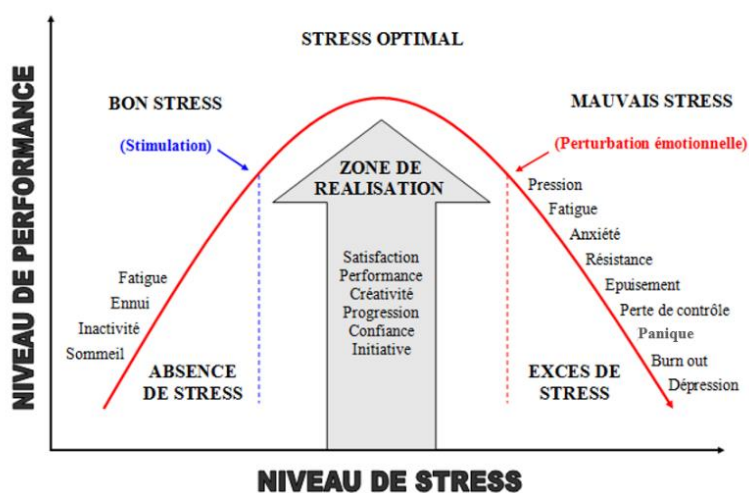 STRESS OPTIMAL
BON STRESS
(Stimulation)
MAUVAIS STRESS
(Perturbation émotionnelle)
ZONE DE
REALISATION
Satisfaction
Performance
Créativité
Progression
Confiance
Initiative
Fatigue
Ennui
Inactivité
Sommeil
ABSENCE
DE STRESS
Pression
Fatigue
Anxiété
Résistance
Epuisement
Perte de contrôle
Panique
Burn out
Dépression
EXCES DE
STRESS
NIVEAU DE PERFORMANCE
NIVEAU DE STRESS